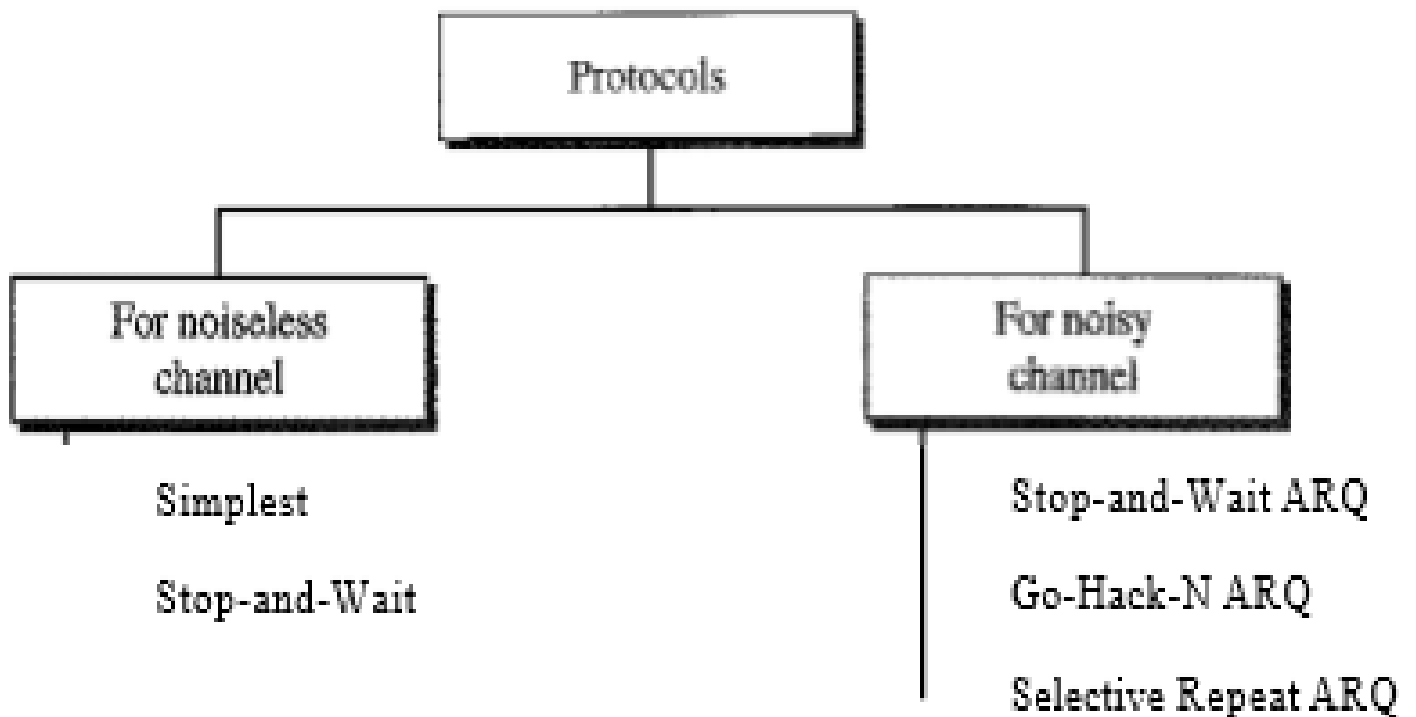 Protocols
For noiseless
channel
For noisy
channel
Simplest
Stop-and-Wait
Stop-and-Wait ARQ
Go-Hack-N ARQ
Selective Repeat ARQ